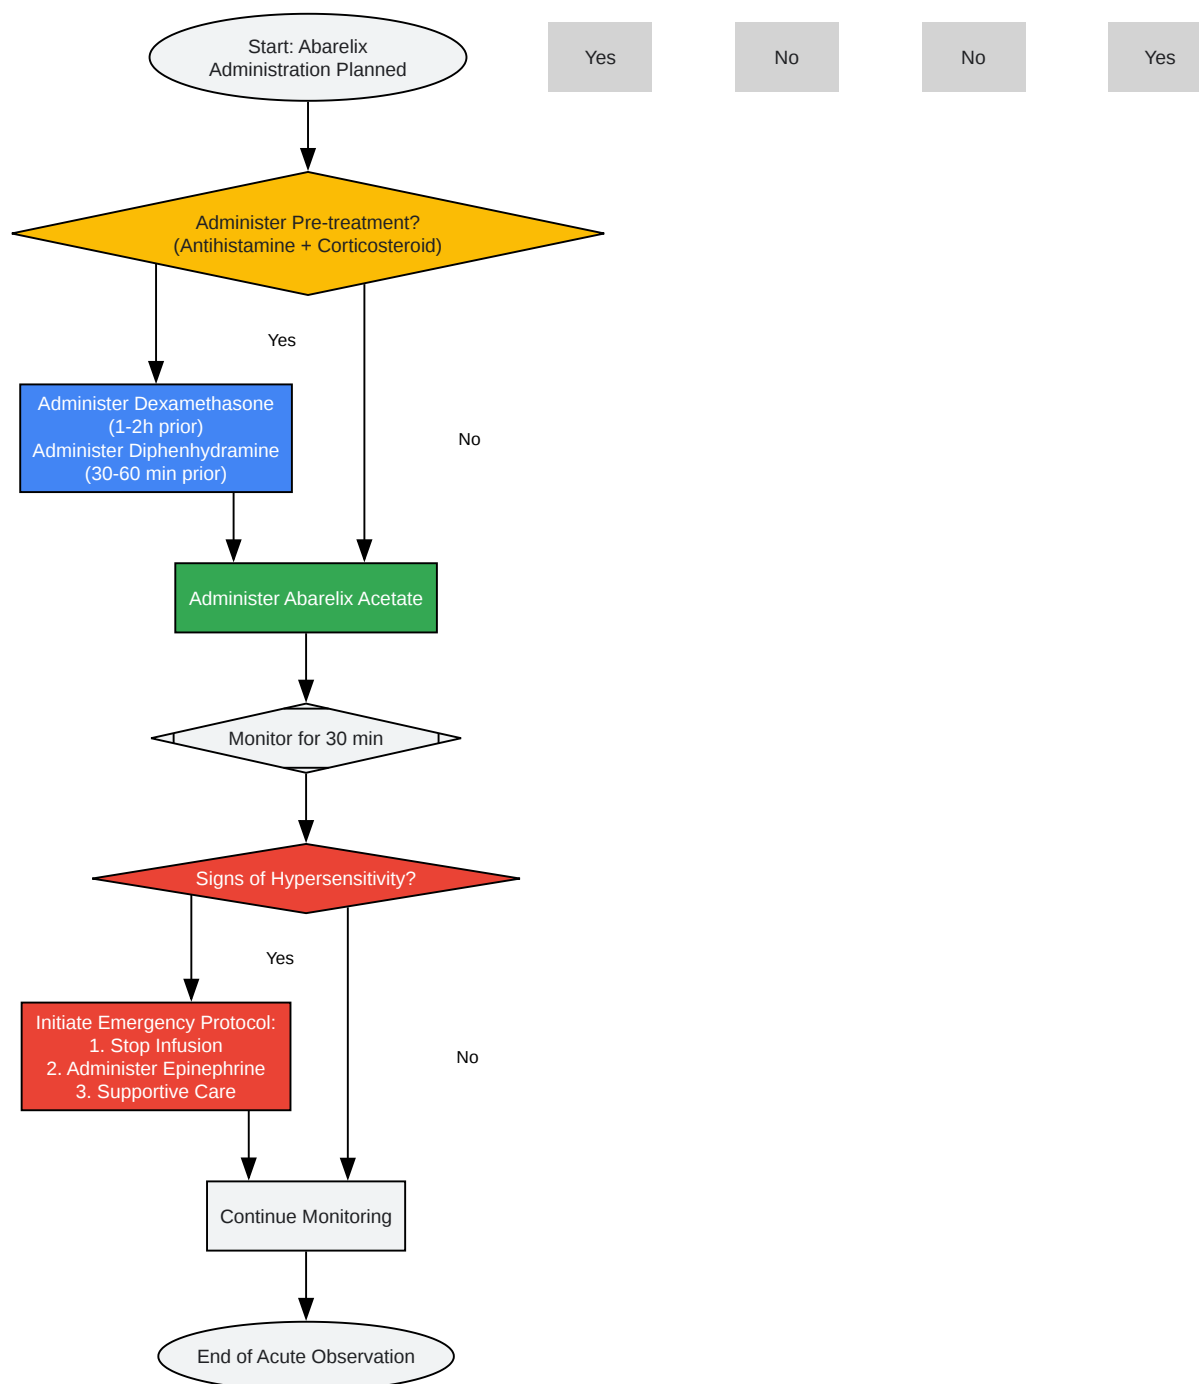 Start: Abarelix
Administration Planned
Yes
No
No
Yes
Administer Pre-treatment?
(Antihistamine + Corticosteroid)
Yes
Administer Dexamethasone
(1-2h prior)
Administer Diphenhydramine
(30-60 min prior)
No
Administer Abarelix Acetate
Monitor for 30 min
Signs of Hypersensitivity?
Yes
Initiate Emergency Protocol:
1. Stop Infusion
2. Administer Epinephrine
3. Supportive Care
No
Continue Monitoring
End of Acute Observation